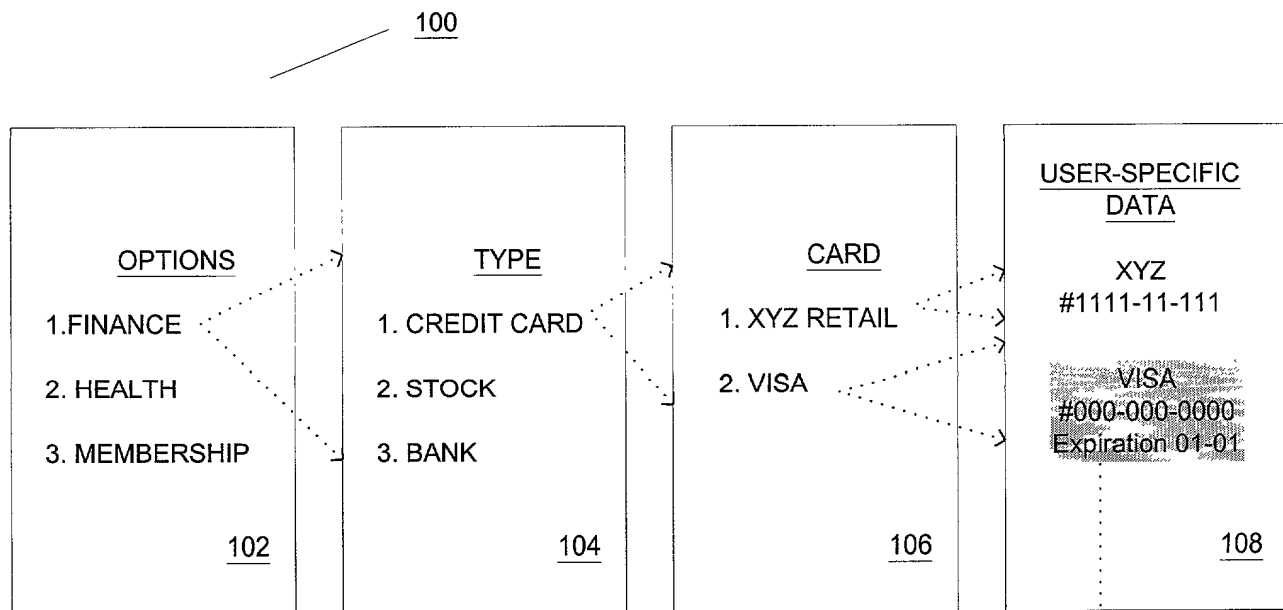 100
OPTIONS
1.FINANCE
2. HEALTH
3. MEMBERSHIP
102
TYPE
1. CREDIT CARD
2. STOCK
3. BANK
104
CARD
1. XYZ RETAIL
2. VISA
106
USER-SPECIFIC
DATA
XYZ
#1111-11-111
VISA
#000-000-0000
Expiration 01-01
108